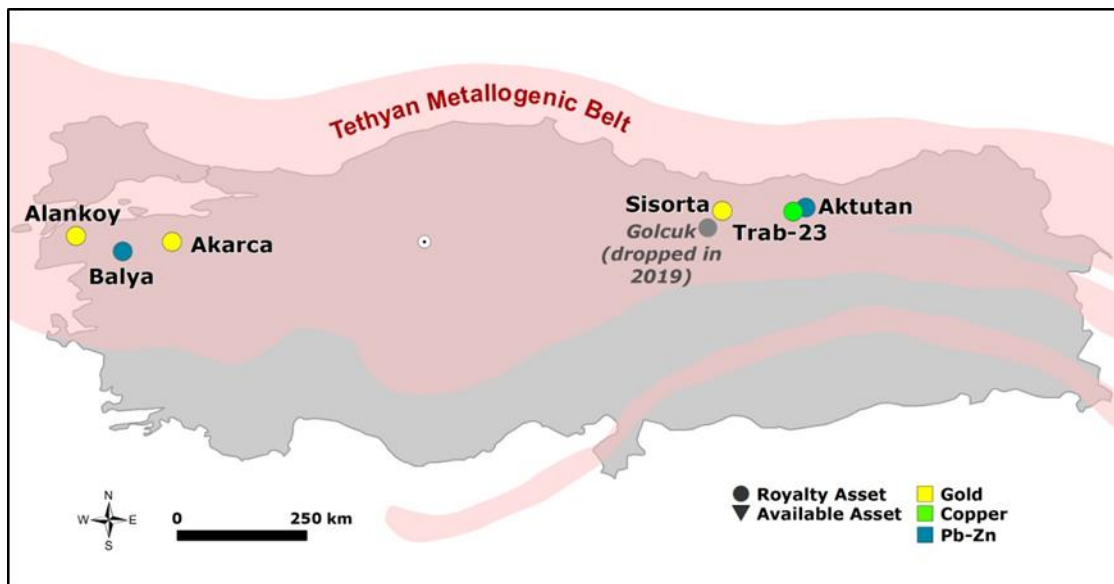 Tethyan Metallogenic Belt
Alankoy
Balya
Akarca
Sisorta
Golcuk
(dropped in
2019)
Trab-23
Aktutan
N
W E
S
0 250 km
Royalty Asset
Available Asset
Gold
Copper
Pb-Zn